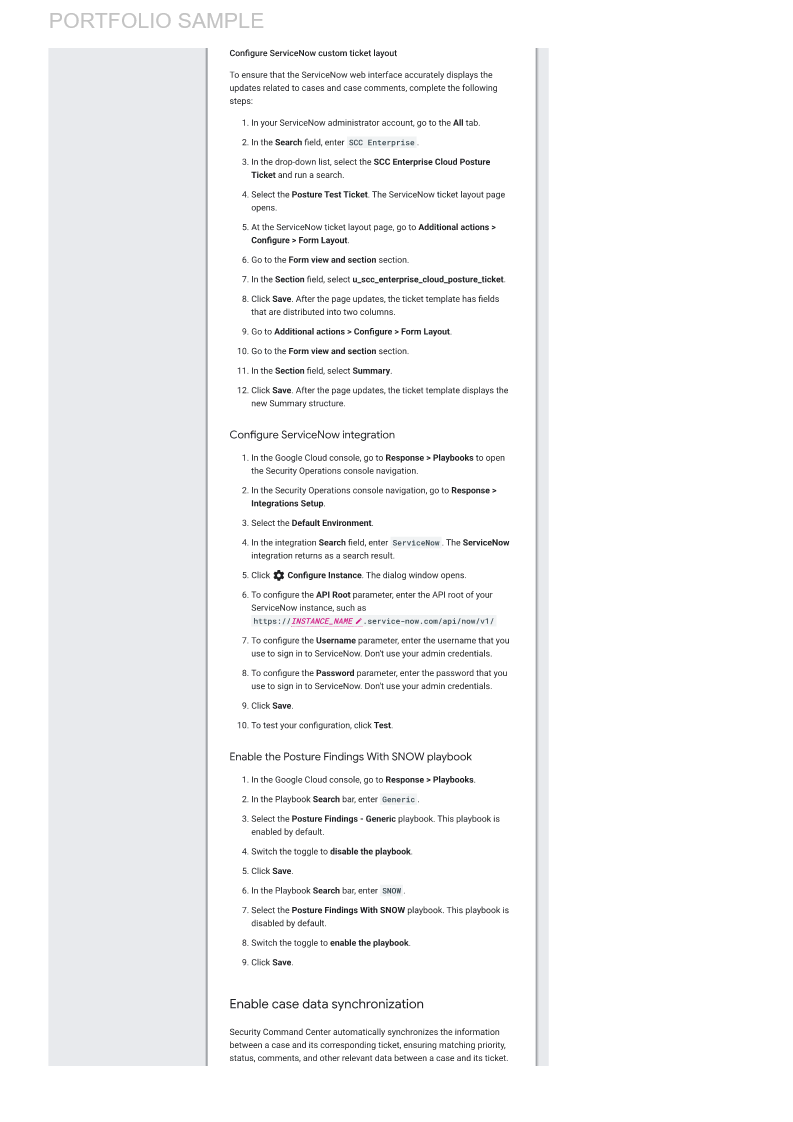 PORTFOLIO SAMPLE
Configure ServiceNow custom ticket layout
To ensure that the ServiceNow web interface accurately displays the
updates related to cases and case comments, complete the following
steps:
1. In your ServiceNow administrator account, go to the All tab.
2. In the Search field, enter SCC Enterprise.
3. In the drop-down list, select the SCC Enterprise Cloud Posture
Ticket and run a search.
4. Select the Posture Test Ticket. The ServiceNow ticket layout page
opens.
5. At the ServiceNow ticket layout page, go to Additional actions >
Configure > Form Layout.
6. Go to the Form view and section section.
7. In the Section field, select u_scc_enterprise_cloud_posture_ticket.
8. Click Save. After the page updates, the ticket template has fields
that are distributed into two columns.
9. Go to Additional actions > Configure > Form Layout.
10. Go to the Form view and section section.
11. In the Section field, select Summary.
12. Click Save. After the page updates, the ticket template displays the
new Summary structure.
Configure ServiceNow integration
1. In the Google Cloud console, go to Response > Playbooks to open
the Security Operations console navigation.
2. In the Security Operations console navigation, go to Response >
Integrations Setup.
3. Select the Default Environment.
4. In the integration Search field, enter ServiceNow. The ServiceNow
integration returns as a search result.
5. Click Configure Instance. The dialog window opens.
6. To configure the API Root parameter, enter the API root of your
ServiceNow instance, such as
https://INSTANCE_NAME.service-now.com/api/now/v1/
7. To configure the Username parameter, enter the username that you
use to sign in to ServiceNow. Don't use your admin credentials.
8. To configure the Password parameter, enter the password that you
use to sign in to ServiceNow. Don't use your admin credentials.
9. Click Save.
10. To test your configuration, click Test.
Enable the Posture Findings With SNOW playbook
1. In the Google Cloud console, go to Response > Playbooks.
2. In the Playbook Search bar, enter Generic.
3. Select the Posture Findings - Generic playbook. This playbook is
enabled by default.
4. Switch the toggle to disable the playbook.
5. Click Save.
6. In the Playbook Search bar, enter SNOW.
7. Select the Posture Findings With SNOW playbook. This playbook is
disabled by default.
8. Switch the toggle to enable the playbook.
9. Click Save.
Enable case data synchronization
Security Command Center automatically synchronizes the information
between a case and its corresponding ticket, ensuring matching priority,
status, comments, and other relevant data between a case and its ticket.